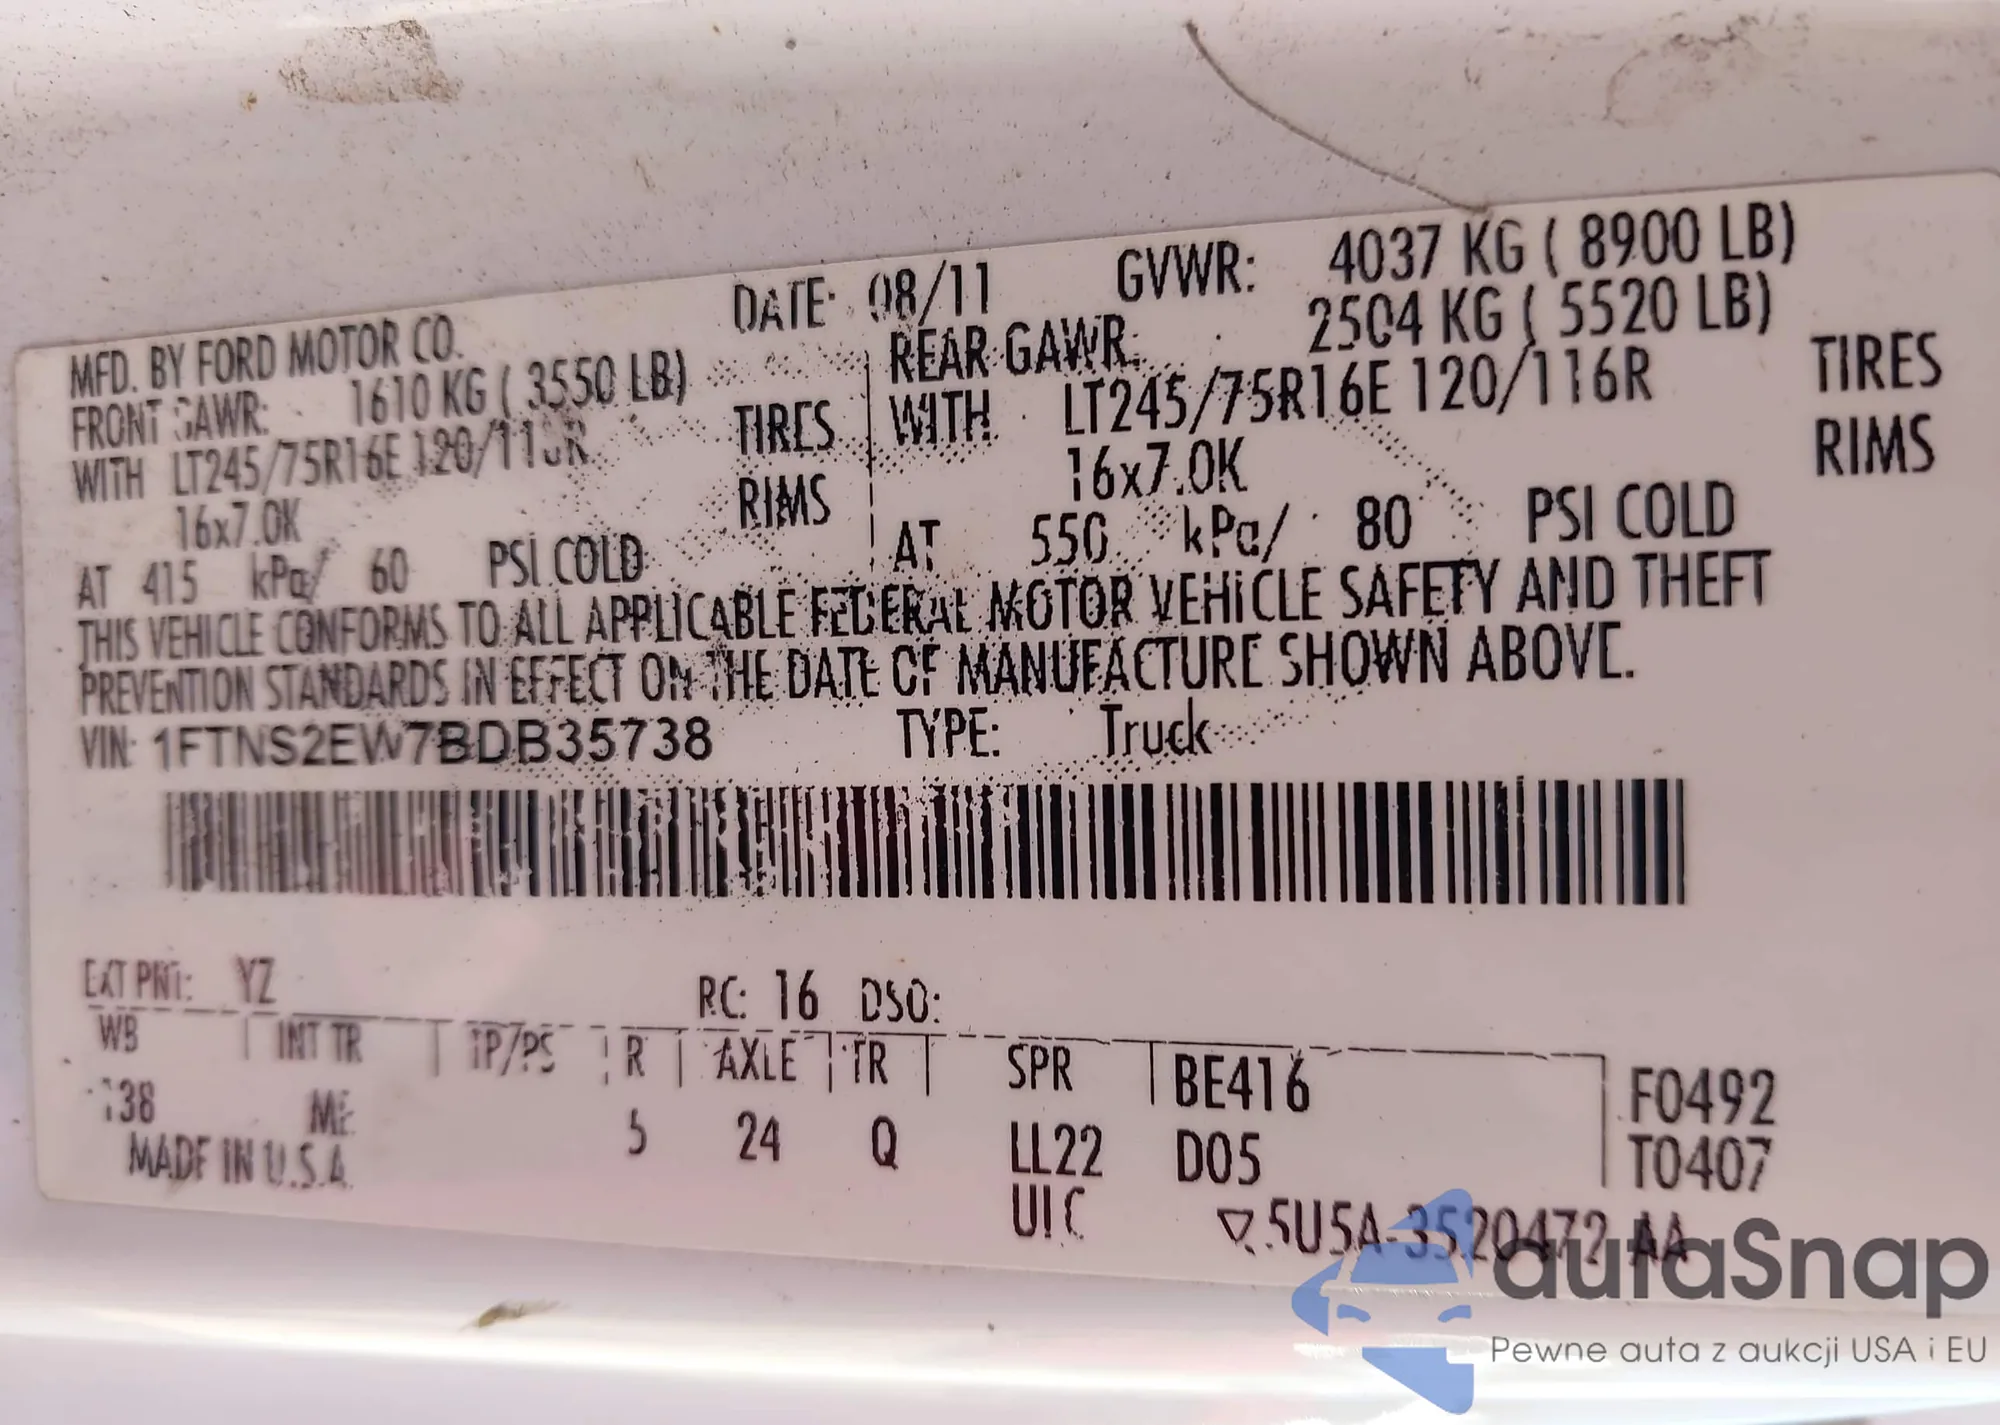 MFD. BY FORD MOTOR CO. DATE: 08/11 GVWR: 4037 KG ( 8900 LB)
FRONT GAWR: 1610 KG ( 3550 LB) REAR GAWR: 2504 KG ( 5520 LB)
WITH LT245/75R16E 120/116R TIRES WITH LT245/75R16E 120/116R TIRES
16x7.0K RIMS 16x7.0K RIMS
AT 415 kPa/ 60 PSI COLD AT 550 kPa/ 80 PSI COLD
THIS VEHICLE CONFORMS TO ALL APPLICABLE FEDERAL MOTOR VEHICLE SAFETY AND THEFT
PREVENTION STANDARDS IN EFFECT ON THE DATE OF MANUFACTURE SHOWN ABOVE.
VIN: 1FTNS2EW7BDB35738 TYPE: Truck
EXT PNT: YZ RC: 16 DSO:
WB INT TR TP/PS R AXLE TR SPR BE416 F0492
138 ME 5 24 Q LL22 D05 T0407
MADE IN U.S.A. 5U5A-3520472 AA
autaSnap
Pewne auta z aukcji USA i EU